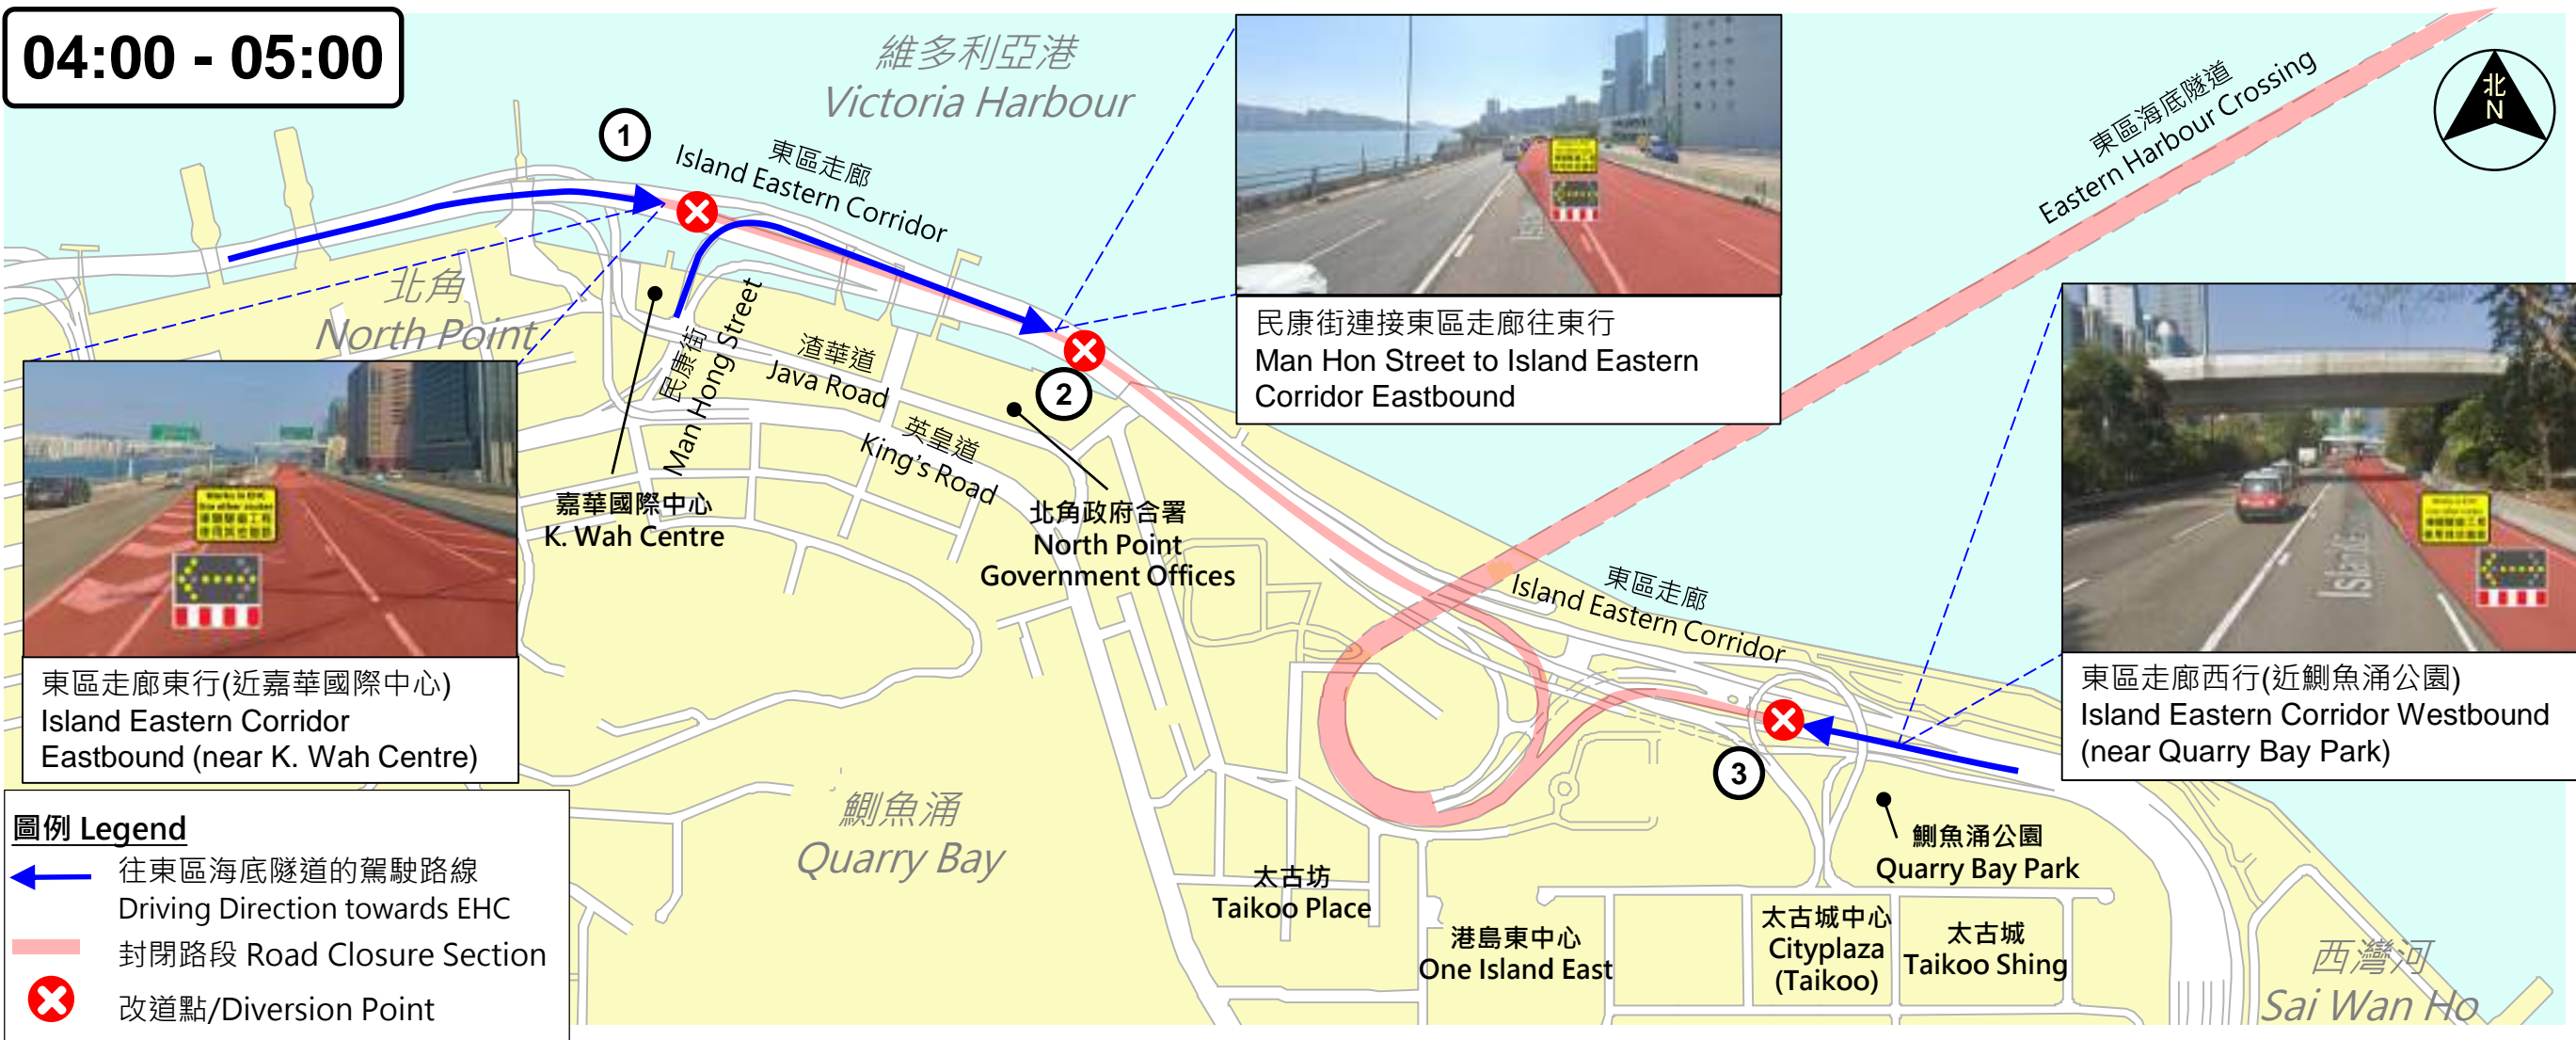 04:00 - 05:00
維多利亞港
Victoria Harbour
1
東區走廊
Island Eastern Corridor
北角
North Point
民康街
Man Hong Street
渣華道
Java Road
英皇道
King's Road
2
嘉華國際中心
K. Wah Centre
北角政府合署
North Point
Government Offices
民康街連接東區走廊往東行
Man Hon Street to Island Eastern
Corridor Eastbound
東區海底隧道
Eastern Harbour Crossing
北
N
東區走廊東行(近嘉華國際中心)
Island Eastern Corridor
Eastbound (near K. Wah Centre)
東區走廊
Island Eastern Corridor
東區走廊西行(近鰂魚涌公園)
Island Eastern Corridor Westbound
(near Quarry Bay Park)
3
鰂魚涌
Quarry Bay
鰂魚涌公園
Quarry Bay Park
太古坊
Taikoo Place
港島東中心
One Island East
太古城中心
Cityplaza
(Taikoo)
太古城
Taikoo Shing
西灣河
Sai Wan Ho
圖例 Legend
往東區海底隧道的駕駛路線
Driving Direction towards EHC
封閉路段 Road Closure Section
改道點/Diversion Point